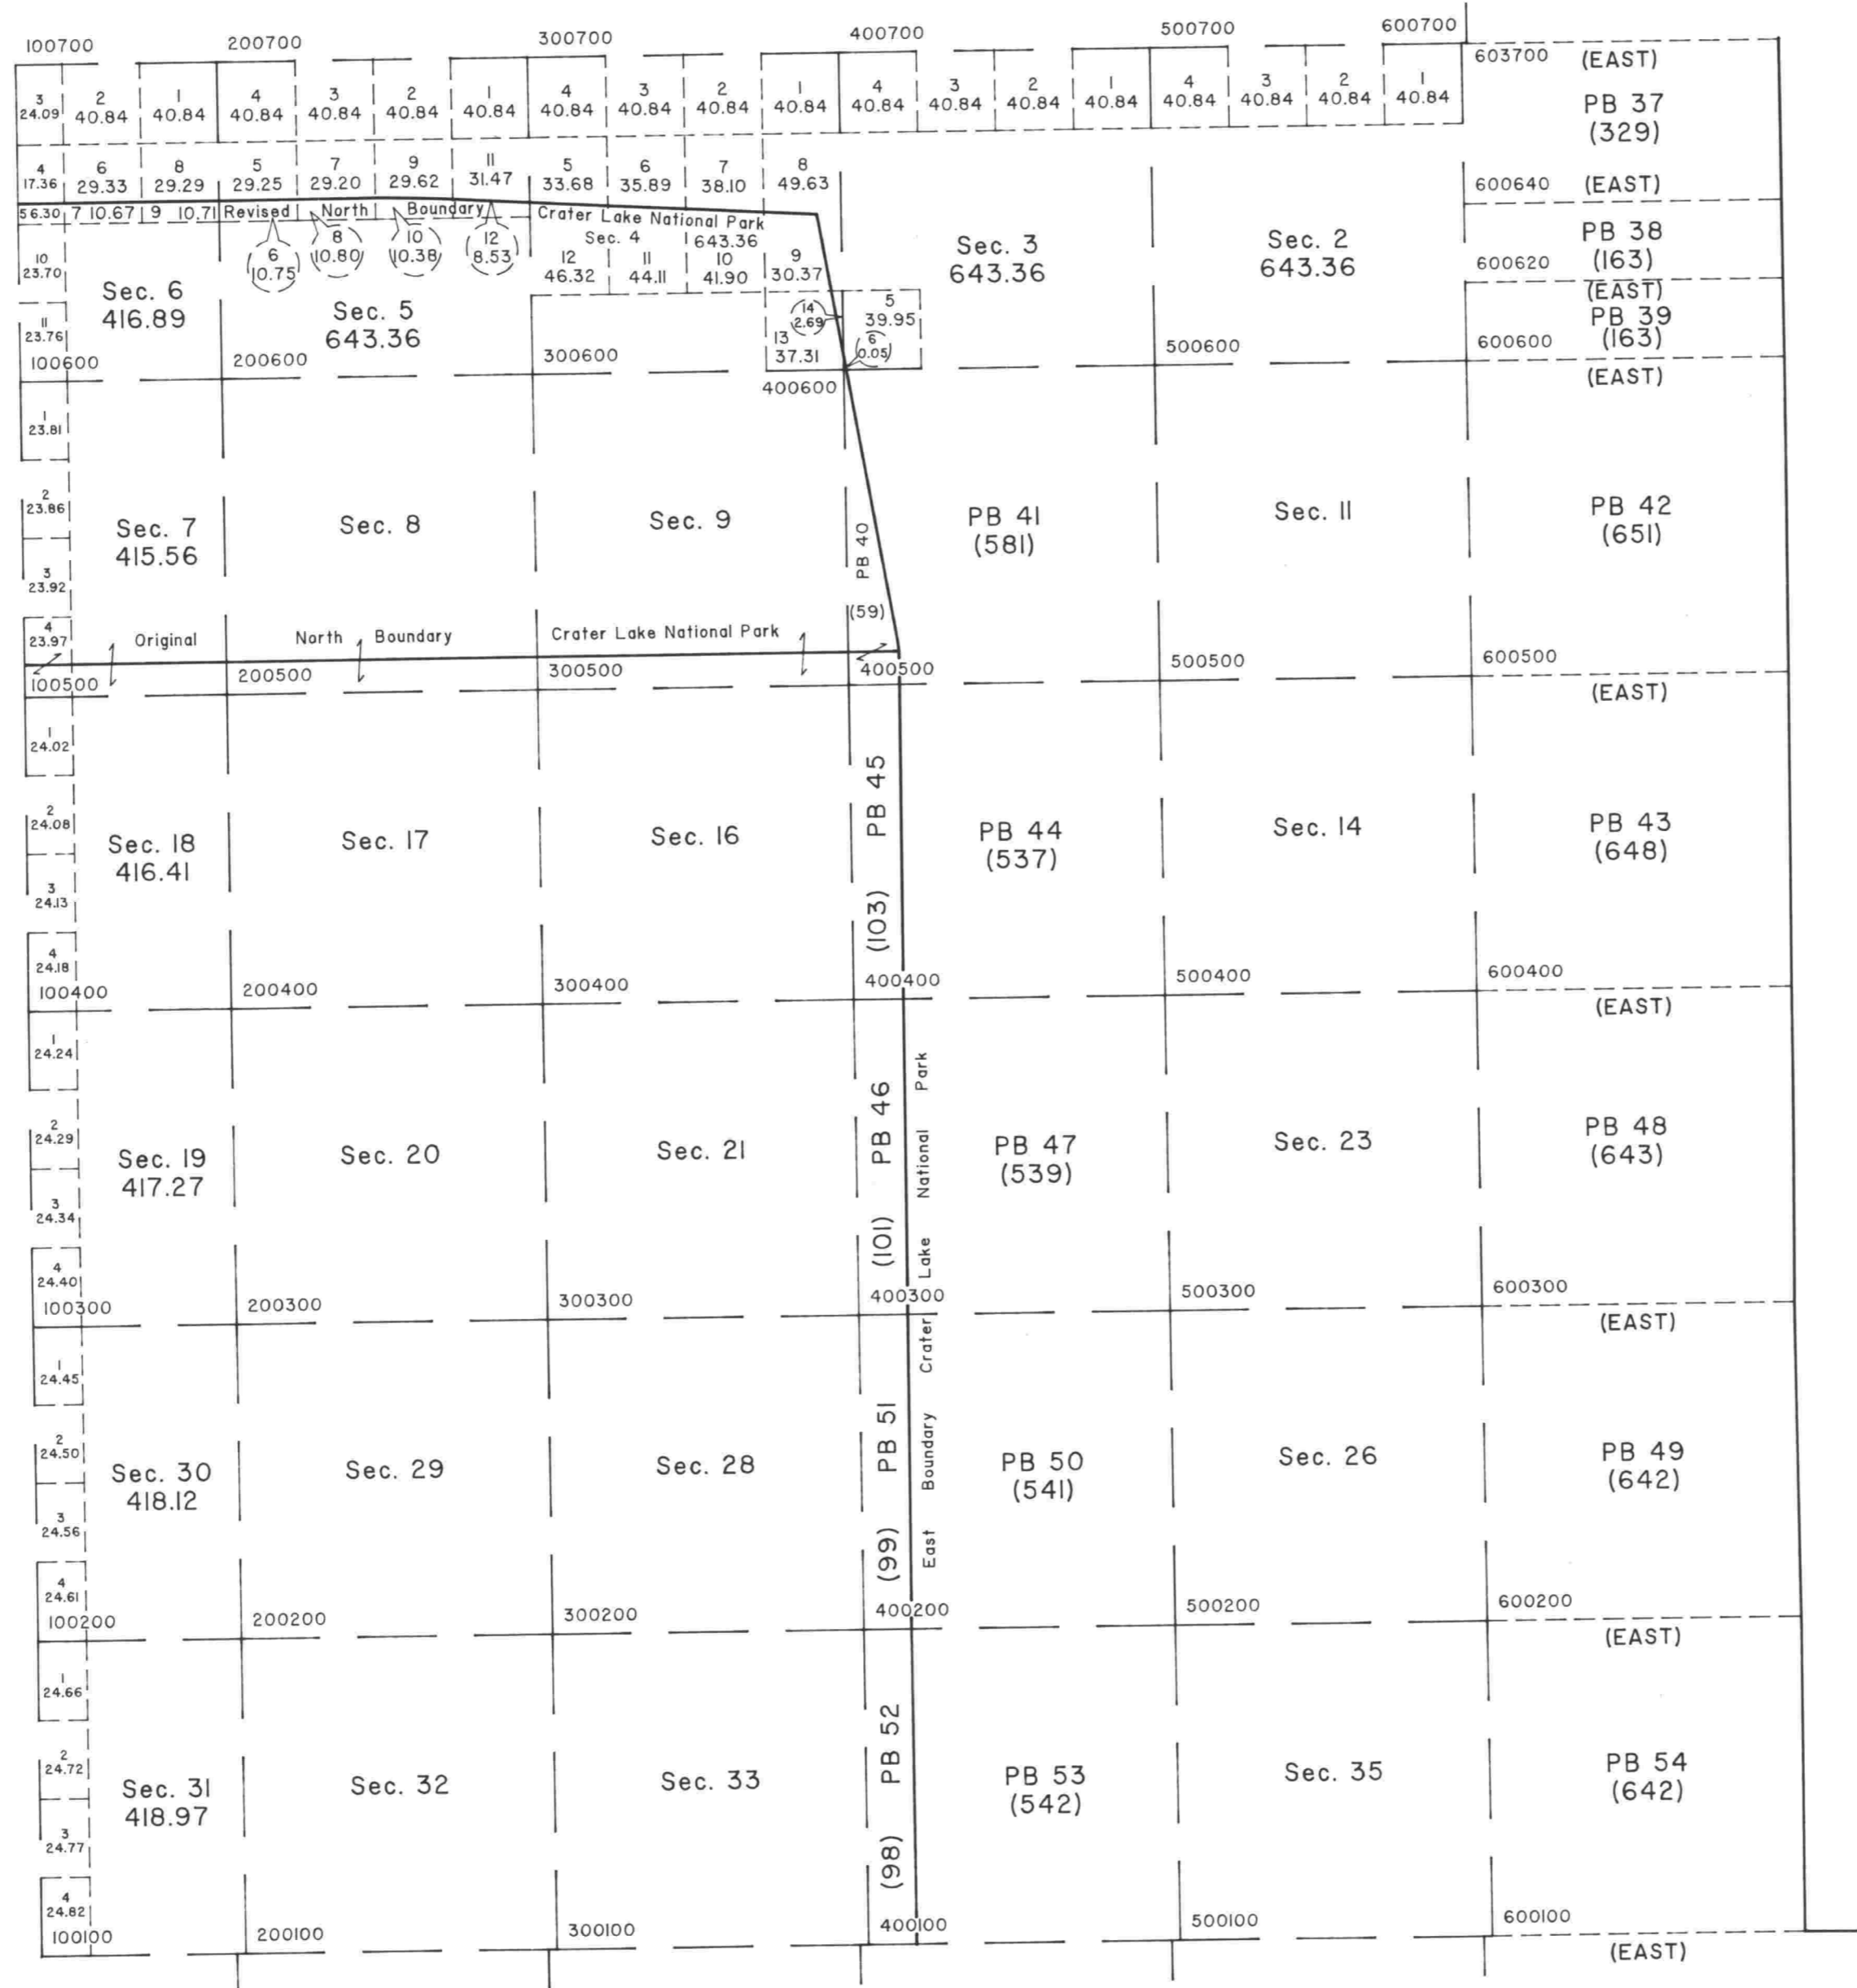 100700 200700 300700 400700 500700 600700
603700 (EAST)
3 2 1 4 3 2 1 4 3 2 1 4 3 2 1 4 3 2 1
24.09 40.84 40.84 40.84 40.84 40.84 40.84 40.84 40.84 40.84 40.84 40.84 40.84 40.84 40.84 40.84 40.84 40.84 40.84
PB 37
(329)
4 6 8 5 7 9 11 5 6 7 8
17.36 29.33 29.29 29.25 29.20 29.62 31.47 33.68 35.89 38.10 49.63
600640 (EAST)
5 6.30 7 10.67 9 10.71 Revised North Boundary Crater Lake National Park
PB 38
(163)
Sec. 4 643.36
6 8 10 12
10.75 10.80 10.38 8.53
12 11 10 9
46.32 44.11 41.90 30.37
Sec. 3
643.36
Sec. 2
643.36
600620
(EAST)
10
23.70
Sec. 6
416.89
Sec. 5
643.36
14
2.69
5
39.95
PB 39
(163)
11
23.76
13
37.31
6
0.05
100600 200600 300600 400600 500600 600600
(EAST)
1
23.81
2
23.86
Sec. 7
415.56
Sec. 8
Sec. 9
PB 40
(59)
PB 41
(581)
Sec. 11
PB 42
(651)
3
23.92
4
23.97
Original North Boundary Crater Lake National Park
100500 200500 300500 400500 500500 600500
(EAST)
1
24.02
2
24.08
Sec. 18
416.41
Sec. 17
Sec. 16
PB 45
(103)
PB 44
(537)
Sec. 14
PB 43
(648)
3
24.13
4
24.18
100400 200400 300400 400400 500400 600400
(EAST)
1
24.24
2
24.29
Sec. 19
417.27
Sec. 20
Sec. 21
PB 46
(101)
East Boundary Crater Lake National Park
PB 47
(539)
Sec. 23
PB 48
(643)
3
24.34
4
24.40
100300 200300 300300 400300 500300 600300
(EAST)
1
24.45
2
24.50
Sec. 30
418.12
Sec. 29
Sec. 28
PB 51
(99)
PB 50
(541)
Sec. 26
PB 49
(642)
3
24.56
4
24.61
100200 200200 300200 400200 500200 600200
(EAST)
1
24.66
2
24.72
Sec. 31
418.97
Sec. 32
Sec. 33
PB 52
(98)
PB 53
(542)
Sec. 35
PB 54
(642)
3
24.77
4
24.82
100100 200100 300100 400100 500100 600100
(EAST)